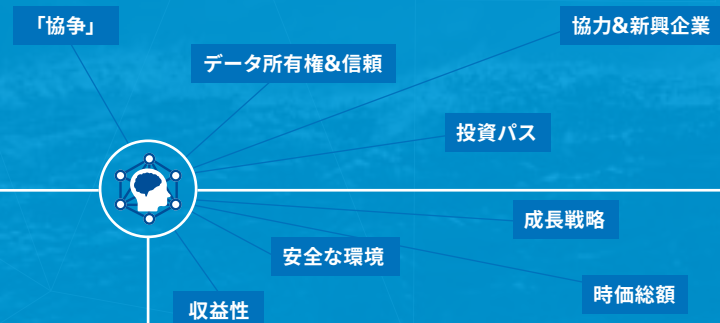 「協争」
協力&新興企業
データ所有権&信頼
投資パス
成長戦略
安全な環境
時価総額
収益性